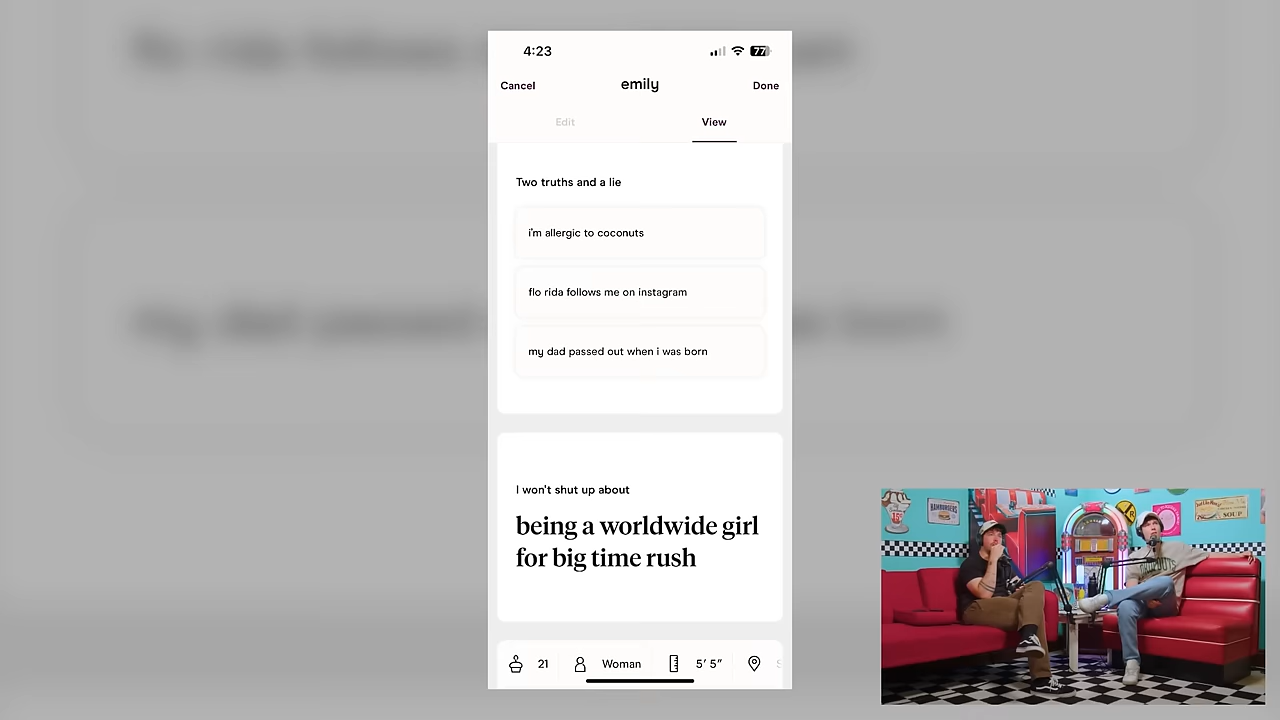 4:23
77
Cancel
emily
Done
Edit
View
Two truths and a lie
i'm allergic to coconuts
flo rida follows me on instagram
my dad passed out when i was born
I won't shut up about
being a worldwide girl
for big time rush
21
Woman
5' 5"
HAMBURGERS
SOUP